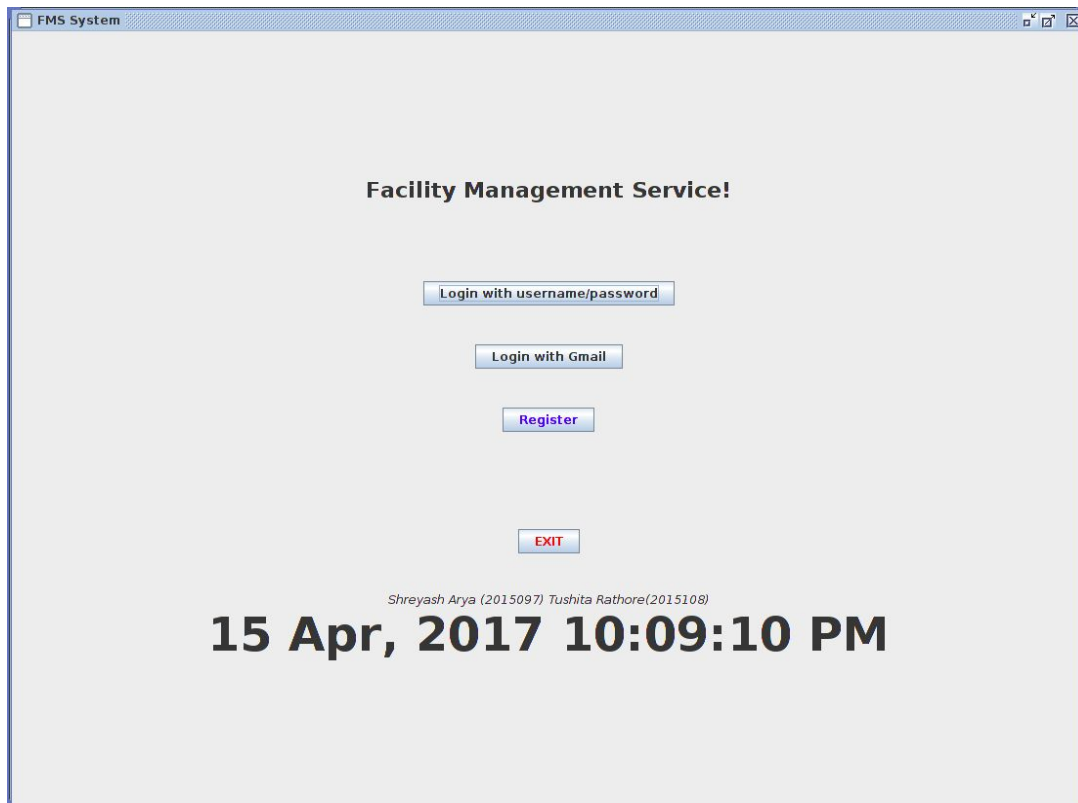 FMS System
Facility Management Service!
Login with username/password
Login with Gmail
Register
EXIT
Shreyash Arya (2015097) Tushita Rathore(2015108)
15 Apr, 2017 10:09:10 PM